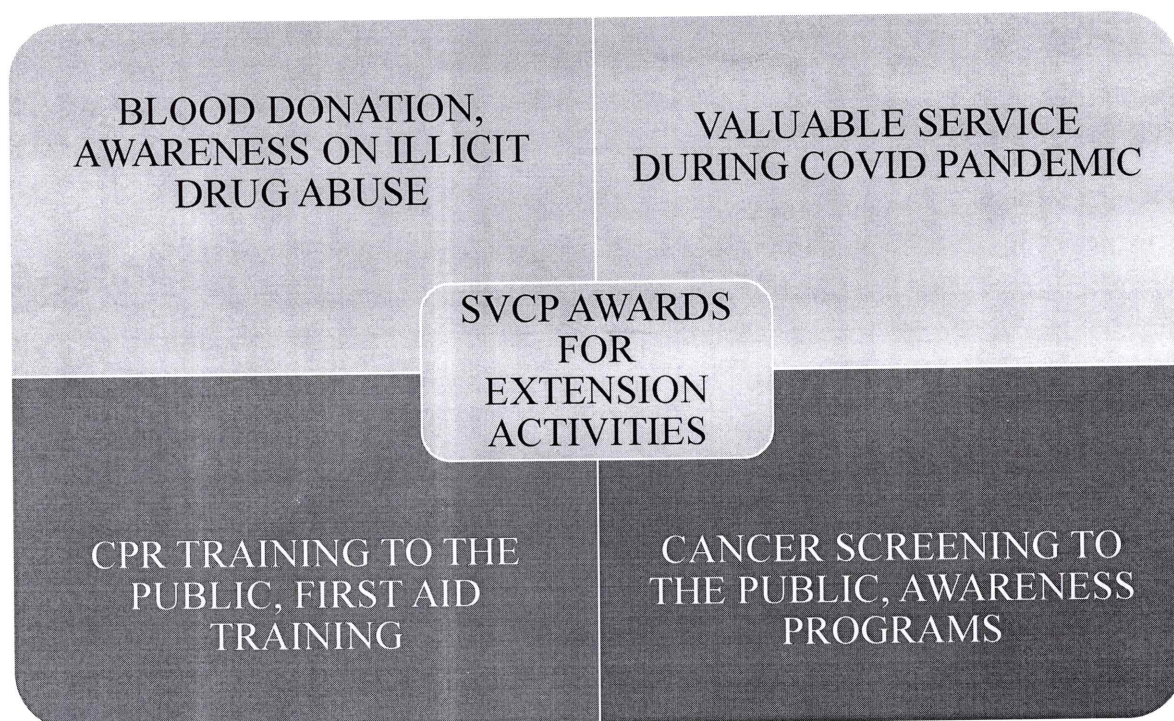 BLOOD DONATION,
AWARENESS ON ILLICIT
DRUG ABUSE
VALUABLE SERVICE
DURING COVID PANDEMIC
SVCP AWARDS
FOR
EXTENSION
ACTIVITIES
CPR TRAINING TO THE
PUBLIC, FIRST AID
TRAINING
CANCER SCREENING TO
THE PUBLIC, AWARENESS
PROGRAMS